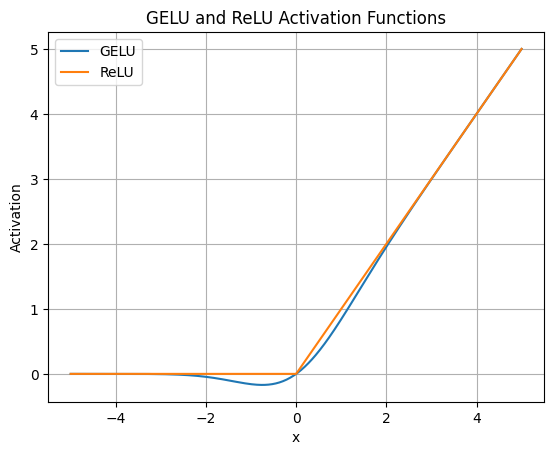 GELU and ReLU Activation Functions
GELU
ReLU
5
4
3
2
1
0
Activation
−4
−2
0
2
4
x